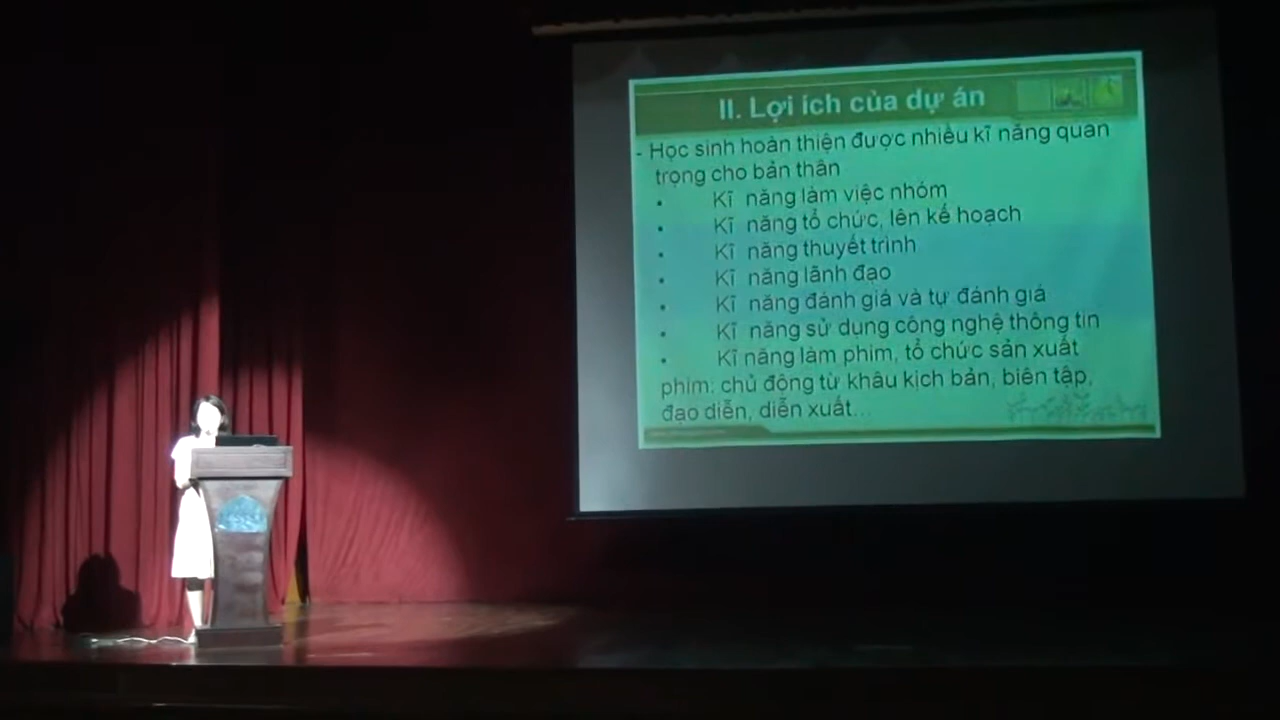 II. Lợi ích của dự án
- Học sinh hoàn thiện được nhiều kĩ năng quan
trọng cho bản thân
• Kĩ năng làm việc nhóm
• Kĩ năng tổ chức, lên kế hoạch
• Kĩ năng thuyết trình
• Kĩ năng lãnh đạo
• Kĩ năng đánh giá và tự đánh giá
• Kĩ năng sử dụng công nghệ thông tin
• Kĩ năng làm phim, tổ chức sản xuất
phim: chủ động từ khâu kịch bản, biên tập,
đạo diễn, diễn xuất...